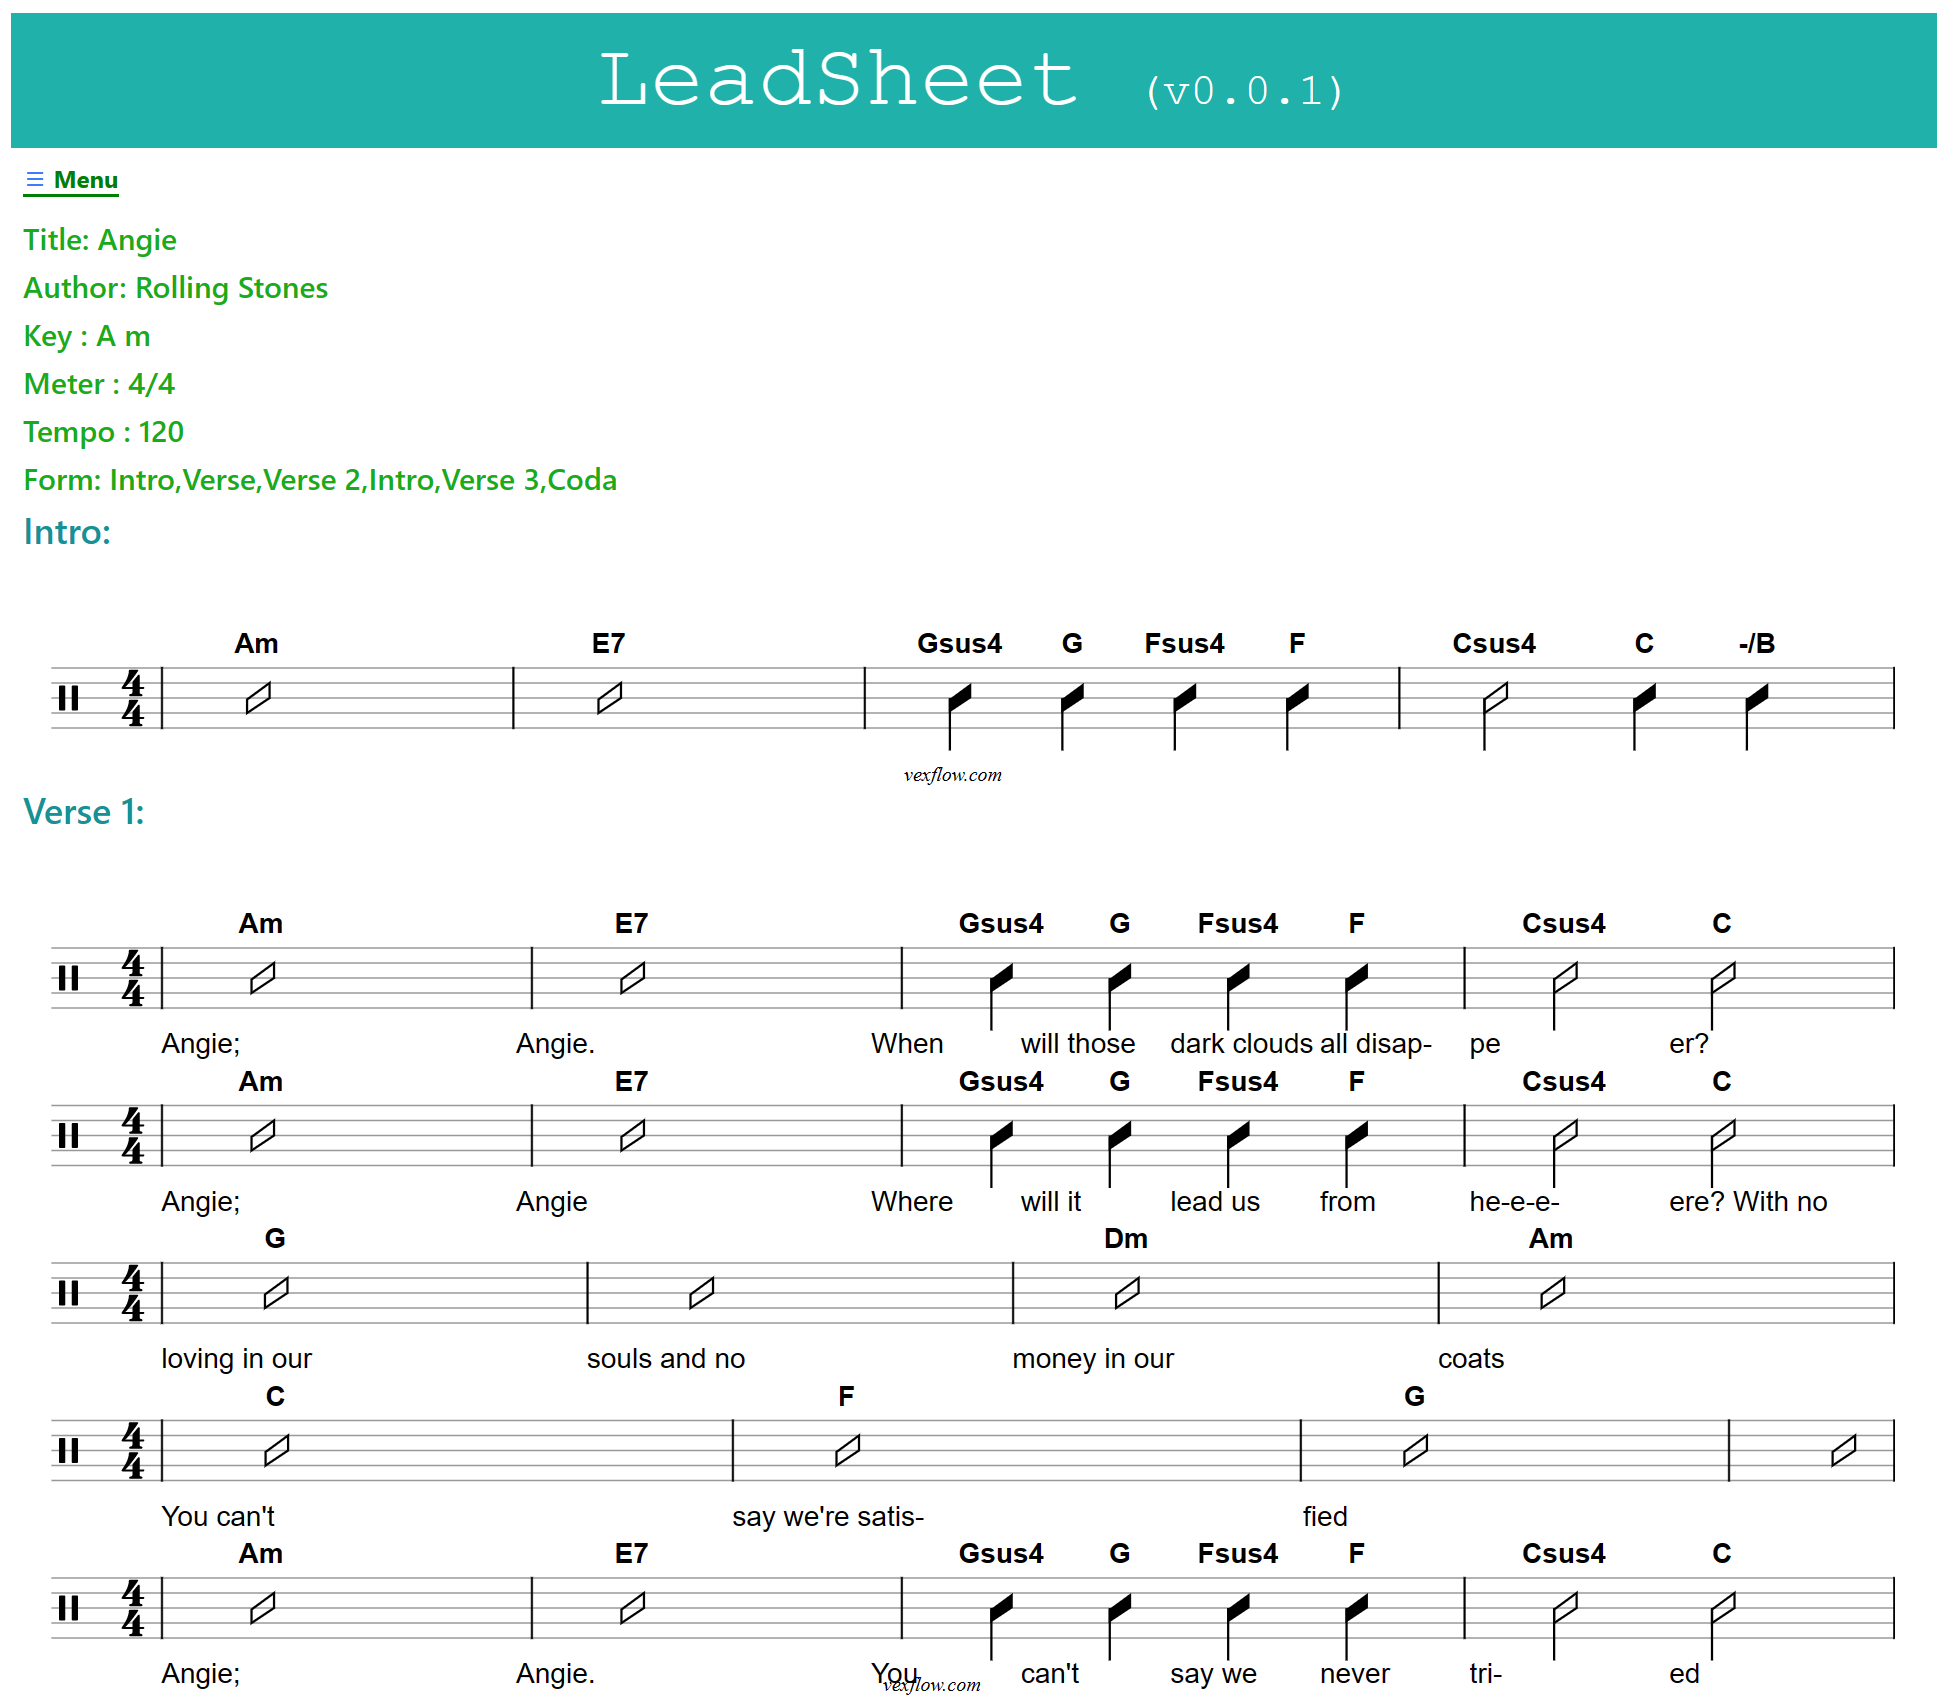 LeadSheet (v0.0.1)
☰ Menu
Title: Angie
Author: Rolling Stones
Key : A m
Meter : 4/4
Tempo : 120
Form: Intro,Verse,Verse 2,Intro,Verse 3,Coda
Intro:
Am E7 Gsus4 G Fsus4 F Csus4 C -/B
4/4
vexflow.com
Verse 1:
Am E7 Gsus4 G Fsus4 F Csus4 C
4/4
Angie; Angie. When will those dark clouds all disap- pe er?
Am E7 Gsus4 G Fsus4 F Csus4 C
4/4
Angie; Angie Where will it lead us from he-e-e- ere? With no
G Dm Am
4/4
loving in our souls and no money in our coats
C F G
4/4
You can't say we're satis- fied
Am E7 Gsus4 G Fsus4 F Csus4 C
4/4
Angie; Angie. You can't say we never tri- ed
vexflow.com